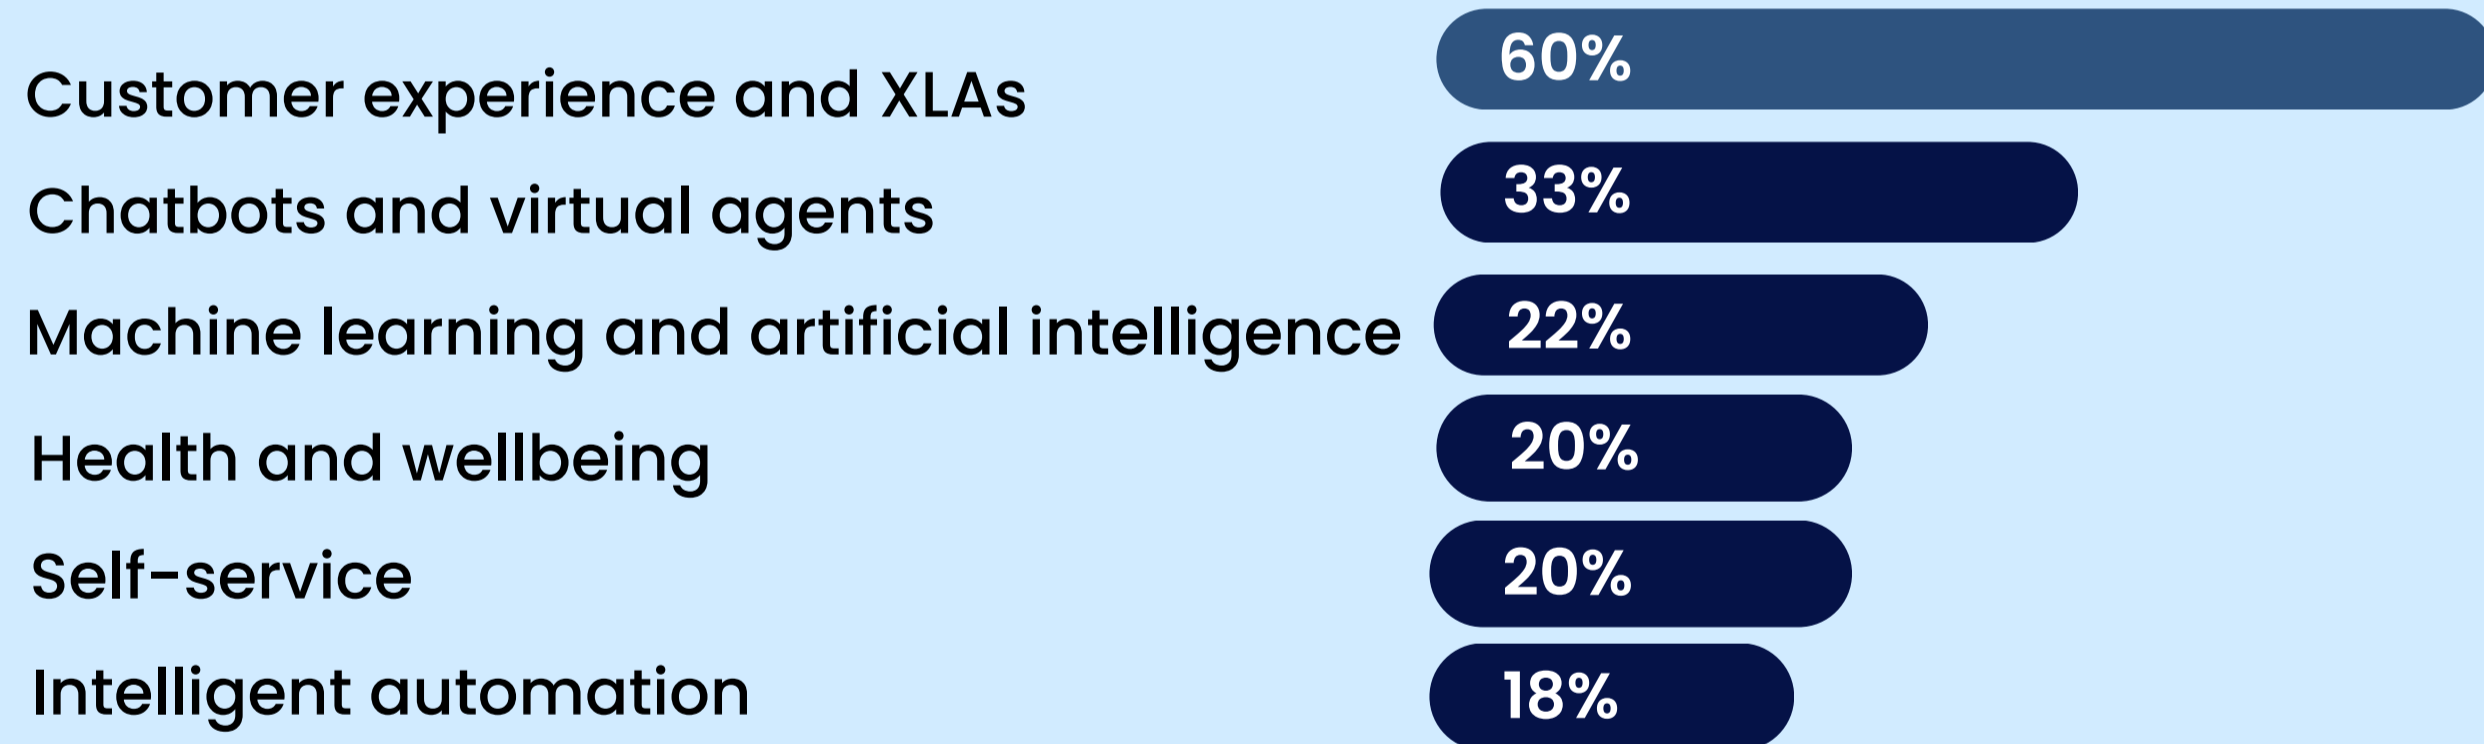 Customer experience and XLAs 60%
Chatbots and virtual agents 33%
Machine learning and artificial intelligence 22%
Health and wellbeing 20%
Self-service 20%
Intelligent automation 18%